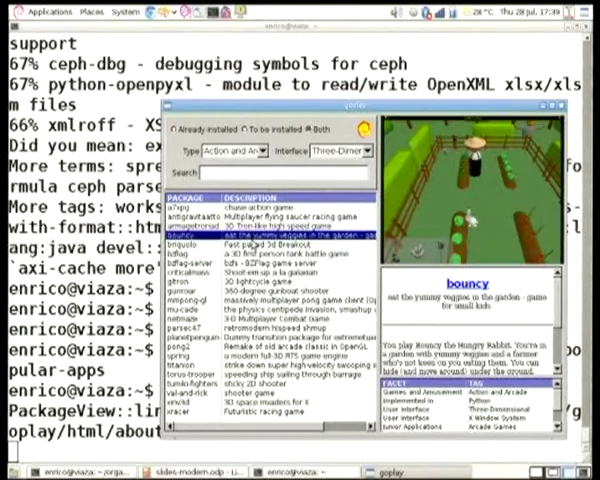 Applications Places System
28 °C Thu 28 Jul, 17:39
enrico@viaza: ~
support
67% ceph-dbg - debugging symbols for ceph
67% python-openpyxl - module to read/write OpenXML xlsx/xls
m files
66% xmlroff - XS
Did you mean: ex
More terms: spre
rmula ceph parse
More tags: works
with-format::ht
ang:java devel::
`axi-cache more'
enrico@viaza:~$
enrico@viaza:~$
enrico@viaza:~$
pular-apps
enrico@viaza:~$
PackageView::lin
oplay/html/about
goplay
Already installed To be installed Both
Type Action and Ar Interface Three-Dimer
Search
PACKAGE DESCRIPTION
a7xpg chase action game
antigravitaatto Multiplayer flying saucer racing game
armagetronad 3D Tron-like high speed game
bouncy eat the yummy veggies in the garden - ga
briquolo Fast paced 3d Breakout
bzflag a 3D first person tank battle game
bzflag-server bzfs - BZFlag game server
criticalmass Shoot-em-up a la galaxian
gltron 3D lightcycle game
gunroar 360-degree gunboat shooter
mmpong-gl massively multiplayer pong client (O
mu-cade the physics centipede invasion, smashup
netmaze 3-D Multiplayer Combat Game
parsec47 retromodern hispeed shmup
planetpenguin- Dummy transition package for extremetux
pong2 Remake of old arcade classic in OpenGL
spring a modern full-3D RTS game engine
titanion strike down super high-velocity swooping
torus-trooper speeding ship sailing through barrage
tumiki-fighters sticky 2D shooter
val-and-rick shooter game
xinv3d 3D space invaders for X
xracer Futuristic racing game
bouncy
eat the yummy veggies in the garden - game
for small kids
You play Bouncy the Hungry Rabbit. You're in
a garden with yummy veggies and a farmer
who's not keen on you eating them. You can
hide (and move around) under
FACET TAG
Games and Amusement Action and Arcade
Implemented in Python
User Interface Three-Dimensional
User Interface X Window System
Arcade Games
enrico@viaza: ~/orga...
slides-modern.odp - Li...
enrico@viaza: ~
goplay